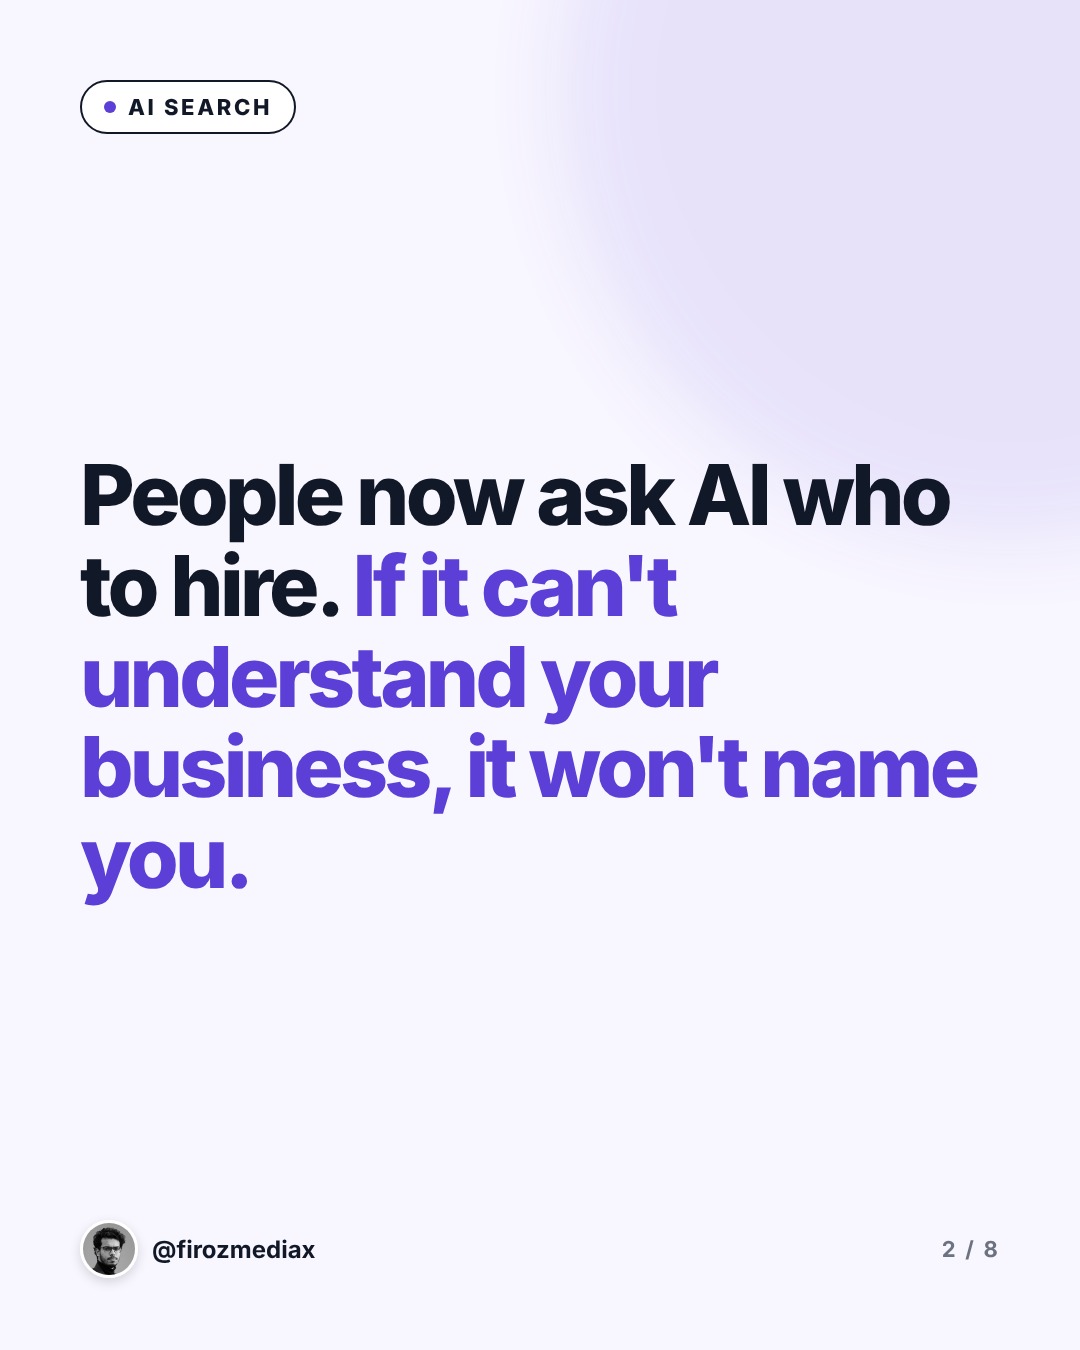 AI SEARCH
People now ask AI who
to hire. If it can't
understand your
business, it won't name
you.
@firozmediax
2 / 8